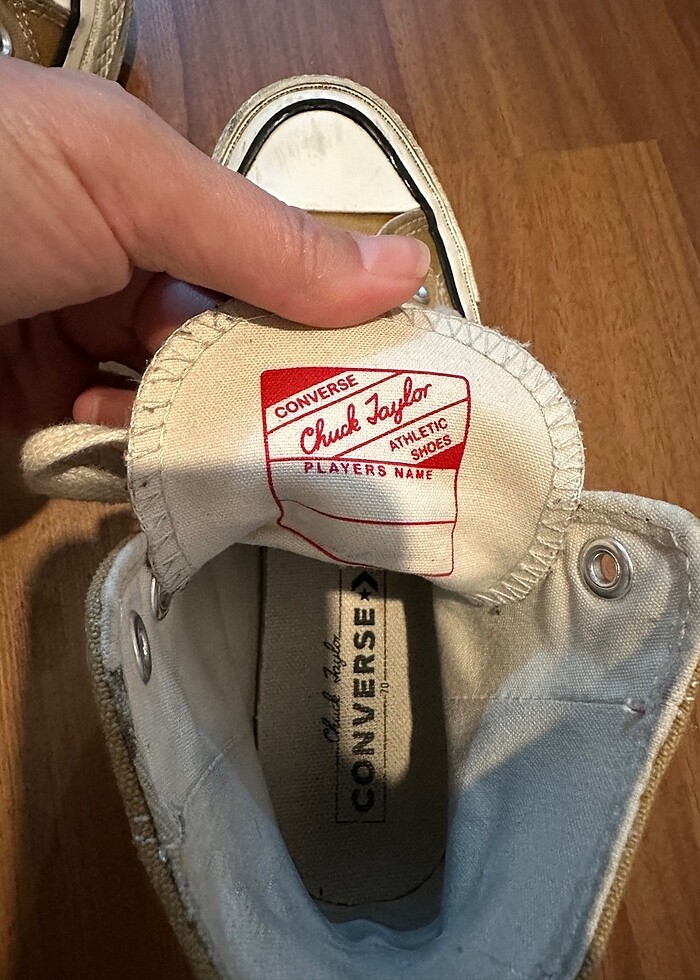 CONVERSE
Chuck Taylor
ATHLETIC
SHOES
PLAYERS NAME
Chuck Taylor
CONVERSE
70